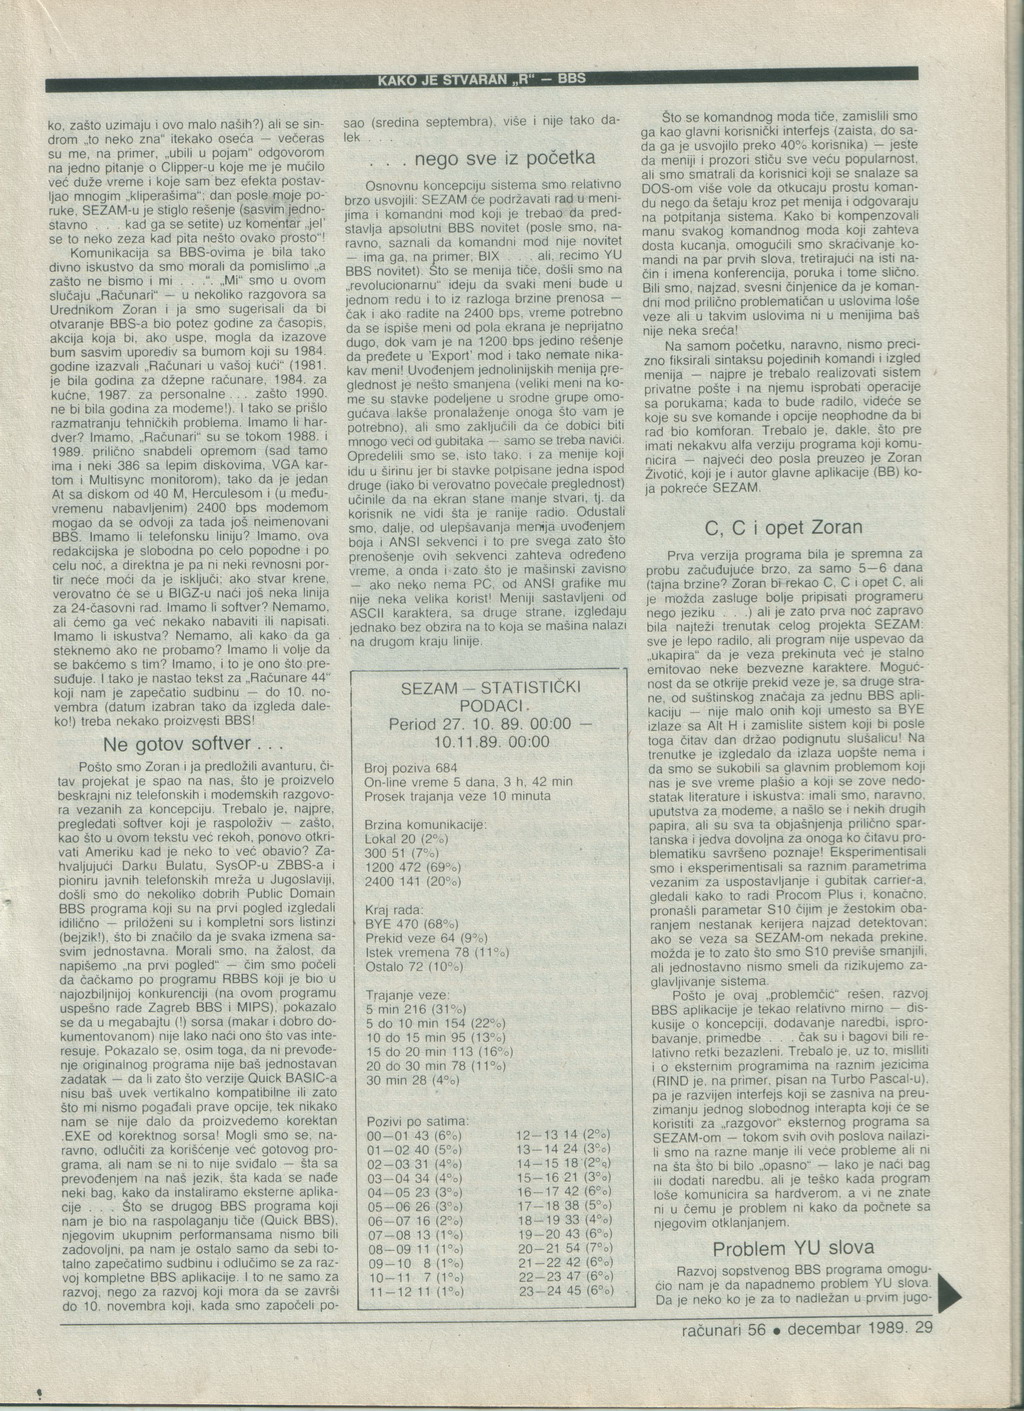 KAKO JE STVARAN „R“ — BBS
ko, zašto uzimaju i ovo malo naših?) ali se sin-
drom „to neko zna“ itekako oseća — večeras
su me, na primer, „ubili u pojam“ odgovorom
na jedno pitanje o Clipper-u koje me je mučilo
već duže vreme i koje sam bez efekta postav-
ljao mnogim „kliperašima“; dan posle moje po-
ruke, SEZAM-u je stiglo rešenje (sasvim jedno-
stavno . . . kad ga se setite) uz komentar „jel'
se to neko zeza kad pita nešto ovako prosto“!
Komunikacija sa BBS-ovima je bila tako
divno iskustvo da smo morali da pomislimo „a
zašto ne bismo i mi . . .“. „Mi“ smo u ovom
slučaju „Računari“ — u nekoliko razgovora sa
Urednikom Zoran i ja smo sugerisali da bi
otvaranje BBS-a bio potez godine za časopis,
akcija koja bi, ako uspe, mogla da izazove
bum sasvim uporediv sa bumom koji su 1984.
godine izazvali „Računari u vašoj kući“ (1981.
je bila godina za džepne računare, 1984. za
kućne, 1987. za personalne . . . zašto 1990.
ne bi bila godina za modeme!). I tako se prišlo
razmatranju tehničkih problema. Imamo li har-
dver? Imamo, „Računari“ su se tokom 1988. i
1989. prilično snabdeli opremom (sad tamo
ima i neki 386 sa lepim diskovima, VGA kar-
tom i Multisync monitorom), tako da je jedan
At sa diskom od 40 M, Herculesom i (u među-
vremenu nabavljenim) 2400 bps modemom
mogao da se odvoji za tada još neimenovani
BBS. Imamo li telefonsku liniju? Imamo, ova
redakcijska je slobodna po celo popodne i po
celu noć, a direktna je pa ni neki revnosni por-
tir neće moći da je isključi; ako stvar krene,
verovatno će se u BIGZ-u naći još neka linija
za 24-časovni rad. Imamo li softver? Nemamo,
ali ćemo ga već nekako nabaviti ili napisati.
Imamo li iskustva? Nemamo, ali kako da ga
steknemo ako ne probamo? Imamo li volje da
se bakćemo s tim? Imamo, i to je ono što pre-
suđuje. I tako je nastao tekst za „Računare 44“
koji nam je zapečatio sudbinu — do 10. no-
vembra (datum izabran tako da izgleda dale-
ko!) treba nekako proizvesti BBS!
Ne gotov softver . . .
Pošto smo Zoran i ja predložili avanturu, či-
tav projekat je spao na nas, što je proizvelo
beskrajni niz telefonskih i modemskih razgovo-
ra vezanih za koncepciju. Trebalo je, najpre,
pregledati softver koji je raspoloživ — zašto,
kao što u ovom tekstu već rekoh, ponovo otkri-
vati Ameriku kad je neko to već obavio? Za-
hvaljujući Darku Bulatu, SysOP-u ZBBS-a i
pioniru javnih telefonskih mreža u Jugoslaviji,
došli smo do nekoliko dobrih Public Domain
BBS programa koji su na prvi pogled izgledali
idilično — priloženi su i kompletni sors listinzi
(bejzik!), što bi značilo da je svaka izmena sa-
svim jednostavna. Morali smo, na žalost, da
napišemo „na prvi pogled“ — čim smo počeli
da čačkamo po programu RBBS koji je bio u
najozbiljnijoj konkurenciji (na ovom programu
uspešno rade Zagreb BBS i MIPS), pokazalo
se da u megabajtu (!) sorsa (makar i dobro do-
kumentovanom) nije lako naći ono što vas inte-
resuje. Pokazalo se, osim toga, da ni prevođe-
nje originalnog programa nije baš jednostavan
zadatak — da li zato što verzije Quick BASIC-a
nisu baš uvek vertikalno kompatibilne ili zato
što mi nismo pogađali prave opcije, tek nikako
nam se nije dalo da proizvedemo korektan
.EXE od korektnog sorsa! Mogli smo se, na-
ravno, odlučiti za korišćenje već gotovog pro-
grama, ali nam se ni to nije sviđalo — šta sa
prevođenjem na naš jezik, šta kada se nađe
neki bag, kako da instaliramo eksterne aplika-
cije . . . Što se drugog BBS programa koji
nam je bio na raspolaganju tiče (Quick BBS),
njegovim ukupnim performansama nismo bili
zadovoljni, pa nam je ostalo samo da sebi to-
talno zapečatimo sudbinu i odlučimo se za raz-
voj kompletne BBS aplikacije. I to ne samo za
razvoj, nego za razvoj koji mora da se završi
do 10. novembra koji, kada smo započeli po-
sao (sredina septembra), više i nije tako da-
lek . . .
. . . nego sve iz početka
Osnovnu koncepciju sistema smo relativno
brzo usvojili: SEZAM će podržavati rad u meni-
jima i komandni mod koji je trebao da pred-
stavlja apsolutni BBS novitet (posle smo, na-
ravno, saznali da komandni mod nije novitet
— ima ga, na primer, BIX . . . ali, recimo YU
BBS novitet). Što se menija tiče, došli smo na
„revolucionarnu“ ideju da svaki meni bude u
jednom redu i to iz razloga brzine prenosa —
čak i ako radite na 2400 bps, vreme potrebno
da se ispiše meni od pola ekrana je neprijatno
dugo, dok vam je na 1200 bps jedino rešenje
da pređete u 'Export' mod i tako nemate nika-
kav meni! Uvođenjem jednolinijskih menija pre-
glednost je nešto smanjena (veliki meni na ko-
me su stavke podeljene u srodne grupe omo-
gućava lakše pronalaženje onoga što vam je
potrebno), ali smo zaključili da će dobici biti
mnogo veći od gubitaka — samo se treba navići.
Opredelili smo se, isto tako, i za menije koji
idu u širinu jer bi stavke potpisane jedna ispod
druge (iako bi verovatno povećale preglednost)
učinile da na ekran stane manje stvari, tj. da
korisnik ne vidi šta je ranije radio. Odustali
smo, dalje, od ulepšavanja menija uvođenjem
boja i ANSI sekvenci i to pre svega zato što
prenošenje ovih sekvenci zahteva određeno
vreme, a onda i zato što je mašinski zavisno
— ako neko nema PC, od ANSI grafike mu
nije neka velika korist! Meniji sastavljeni od
ASCII karaktera, sa druge strane, izgledaju
jednako bez obzira na to koja se mašina nalazi
na drugom kraju linije.
SEZAM — STATISTIČKI
PODACI.
Period 27. 10. 89. 00:00 —
10.11.89. 00:00
Broj poziva 684
On-line vreme 5 dana, 3 h, 42 min
Prosek trajanja veze 10 minuta
Brzina komunikacije:
Lokal 20 (2%)
300 51 (7%)
1200 472 (69%)
2400 141 (20%)
Kraj rada:
BYE 470 (68%)
Prekid veze 64 (9%)
Istek vremena 78 (11%)
Ostalo 72 (10%)
Trajanje veze:
5 min 216 (31%)
5 do 10 min 154 (22%)
10 do 15 min 95 (13%)
15 do 20 min 113 (16%)
20 do 30 min 78 (11%)
30 min 28 (4%)
Pozivi po satima:
00—01 43 (6%)
01—02 40 (5%)
02—03 31 (4%)
03—04 34 (4%)
04—05 23 (3%)
05—06 26 (3%)
06—07 16 (2%)
07—08 13 (1%)
08—09 11 (1%)
09—10 8 (1%)
10—11 7 (1%)
11—12 11 (1%)
12—13 14 (2%)
13—14 24 (3%)
14—15 18 (2%)
15—16 21 (3%)
16—17 42 (6%)
17—18 38 (5%)
18—19 33 (4%)
19—20 43 (6%)
20—21 54 (7%)
21—22 42 (6%)
22—23 47 (6%)
23—24 45 (6%)
Što se komandnog moda tiče, zamislili smo
ga kao glavni korisnički interfejs (zaista, do sa-
da ga je usvojilo preko 40% korisnika) — jeste
da meniji i prozori stiču sve veću popularnost,
ali smo smatrali da korisnici koji se snalaze sa
DOS-om više vole da otkucaju prostu koman-
du nego da šetaju kroz pet menija i odgovaraju
na potpitanja sistema. Kako bi kompenzovali
manu svakog komandnog moda koji zahteva
dosta kucanja, omogućili smo skraćivanje ko-
mandi na par prvih slova, tretirajući na isti na-
čin i imena konferencija, poruka i tome slično.
Bili smo, najzad, svesni činjenice da je koman-
dni mod prilično problematičan u uslovima loše
veze ali u takvim uslovima ni u menijima baš
nije neka sreća!
Na samom početku, naravno, nismo preci-
zno fiksirali sintaksu pojedinih komandi i izgled
menija — najpre je trebalo realizovati sistem
privatne pošte i na njemu isprobati operacije
sa porukama; kada to bude radilo, videće se
koje su sve komande i opcije neophodne da bi
rad bio komforan. Trebalo je, dakle, što pre
imati nekakvu alfa verziju programa koji komu-
nicira — najveći deo posla preuzeo je Zoran
Životić, koji je i autor glavne aplikacije (BB) ko-
ja pokreće SEZAM.
C, C i opet Zoran
Prva verzija programa bila je spremna za
probu začuđujuće brzo, za samo 5—6 dana
(tajna brzine? Zoran bi rekao C, C i opet C, ali
je možda zasluge bolje pripisati programeru
nego jeziku . . .) ali je zato prva noć zapravo
bila najteži trenutak celog projekta SEZAM:
sve je lepo radilo, ali program nije uspevao da
„ukapira“ da je veza prekinuta već je stalno
emitovao neke bezvezne karaktere. Moguć-
nost da se otkrije prekid veze je, sa druge stra-
ne, od suštinskog značaja za jednu BBS apli-
kaciju — nije malo onih koji umesto sa BYE
izlaze sa Alt H i zamislite sistem koji bi posle
toga čitav dan držao podignutu slušalicu! Na
trenutke je izgledalo da izlaza uopšte nema i
da smo se sukobili sa glavnim problemom koji
nas je sve vreme plašio a koji se zove nedo-
statak literature i iskustva: imali smo, naravno,
uputstva za modeme, a našlo se i nekih drugih
papira, ali su sva ta objašnjenja prilično spar-
tanska i jedva dovoljna za onoga ko čitavu pro-
blematiku savršeno poznaje! Eksperimentisali
smo i eksperimentisali sa raznim parametrima
vezanim za uspostavljanje i gubitak carrier-a,
gledali kako to radi Procom Plus i, konačno,
pronašli parametar S10 čijim je žestokim oba-
ranjem nestanak kerijera najzad detektovan;
ako se veza sa SEZAM-om nekada prekine,
možda je to zato što smo S10 previše smanjili,
ali jednostavno nismo smeli da rizikujemo za-
glavljivanje sistema.
Pošto je ovaj „problemčić“ rešen, razvoj
BBS aplikacije je tekao relativno mirno — dis-
kusije o koncepciji, dodavanje naredbi, ispro-
bavanje, primedbe . . . čak su i bagovi bili re-
lativno retki bezazleni. Trebalo je, uz to, misliti
i o eksternim programima na raznim jezicima
(RIND je, na primer, pisan na Turbo Pascal-u),
pa je razvijen interfejs koji se zasniva na preu-
zimanju jednog slobodnog interapta koji će se
koristiti za „razgovor“ eksternog programa sa
SEZAM-om — tokom svih ovih poslova nailazi-
li smo na razne manje ili veće probleme ali ni
na šta što bi bilo „opasno“ — lako je naći bag
ili dodati naredbu, ali je teško kada program
loše komunicira sa hardverom, a vi ne znate
ni u čemu je problem ni kako da počnete sa
njegovim otklanjanjem.
Problem YU slova
Razvoj sopstvenog BBS programa omogu-
ćio nam je da napadnemo problem YU slova.
Da je neko ko je za to nadležan u prvim jugo-
računari 56 • decembar 1989. 29